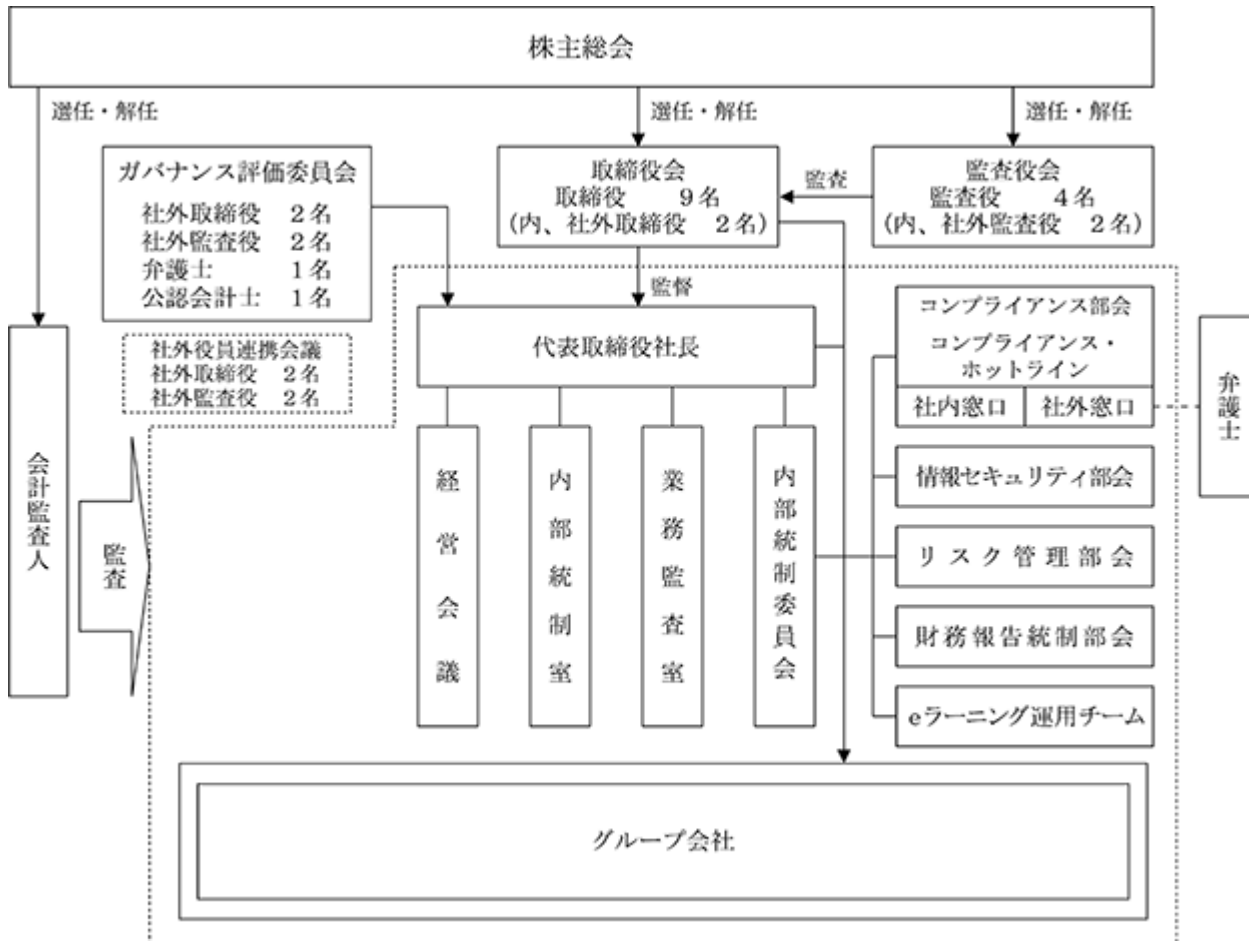 株主総会
選任・解任
選任・解任
選任・解任
ガバナンス評価委員会
社外取締役 2名
社外監査役 2名
弁護士 1名
公認会計士 1名
取締役会
取締役 9名
(内、社外取締役 2名)
監査
監査役会
監査役 4名
(内、社外監査役 2名)
監督
社外役員連携会議
社外取締役 2名
社外監査役 2名
代表取締役社長
コンプライアンス部会
コンプライアンス・
ホットライン
社内窓口
社外窓口
弁護士
会計監査人
監査
経営会議
内部統制室
業務監査室
内部統制委員会
情報セキュリティ部会
リスク管理部会
財務報告統制部会
eラーニング運用チーム
グループ会社